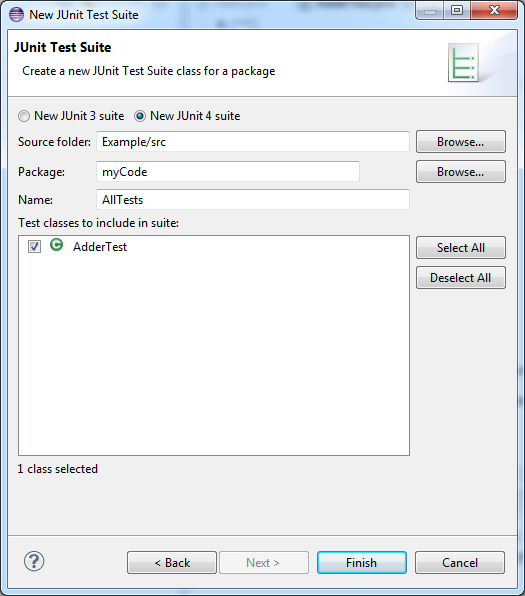 New JUnit Test Suite
JUnit Test Suite
Create a new JUnit Test Suite class for a package
New JUnit 3 suite New JUnit 4 suite
Source folder: Example/src Browse...
Package: myCode Browse...
Name: AllTests
Test classes to include in suite:
AdderTest Select All
Deselect All
1 class selected
? < Back Next > Finish Cancel